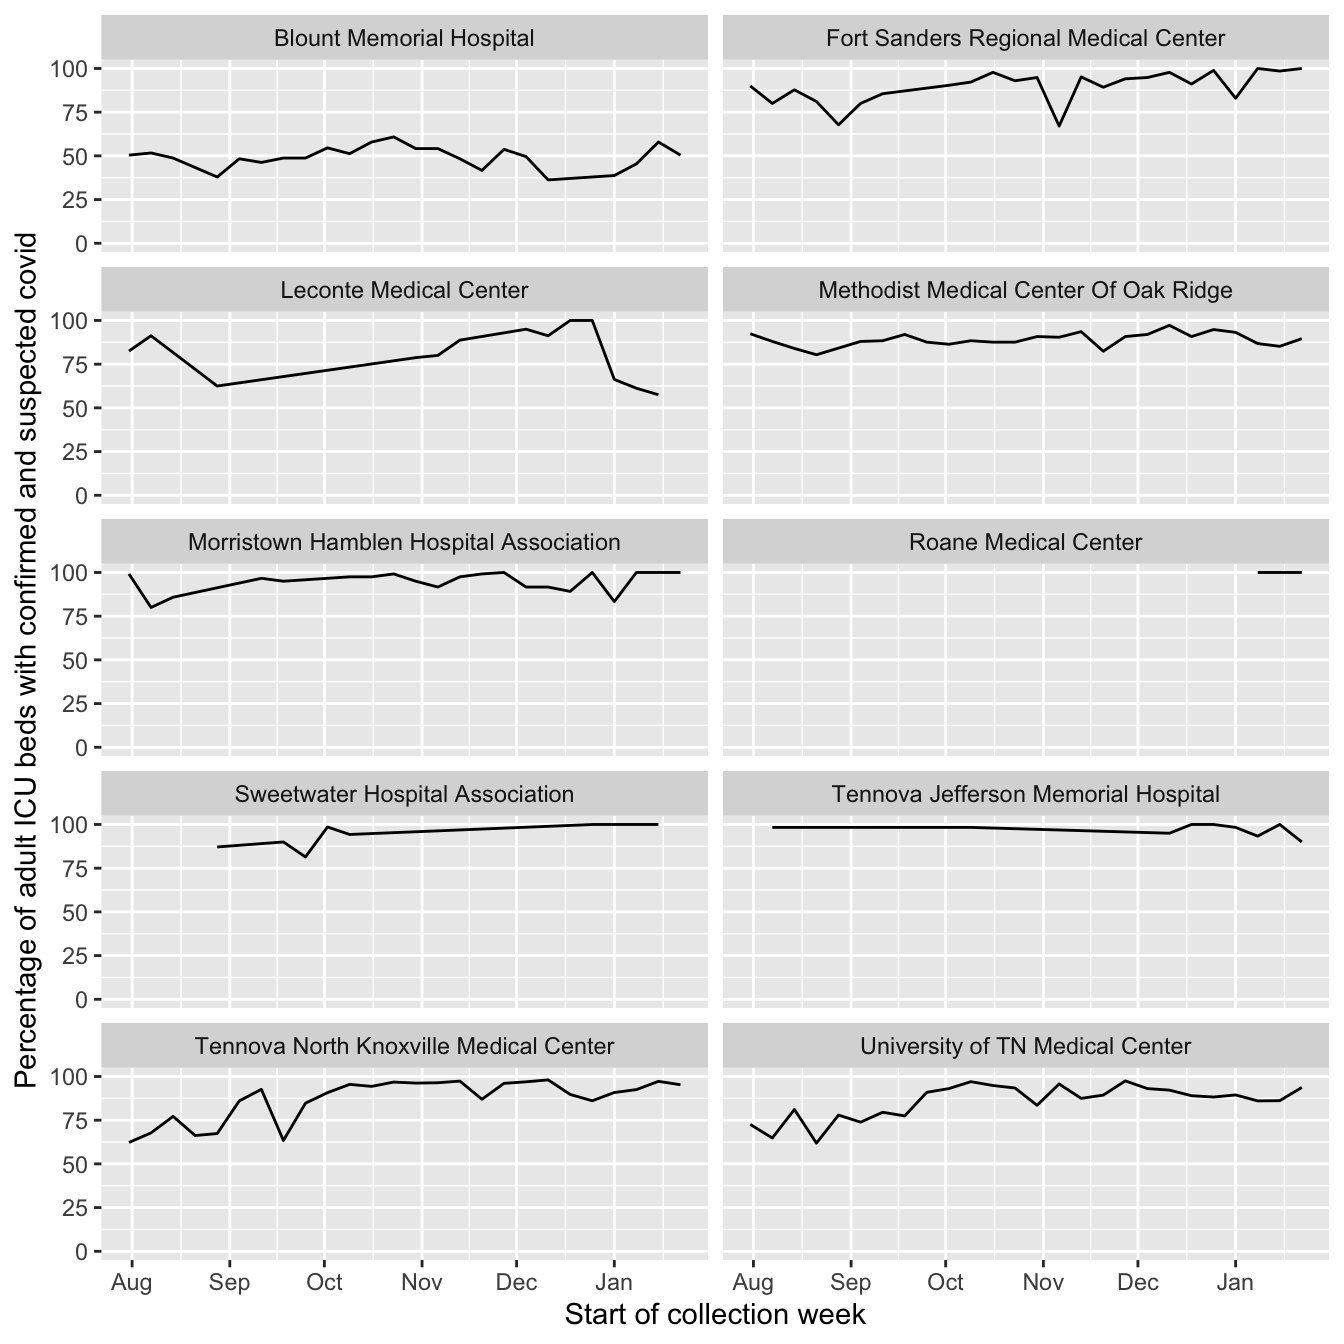 Percentage of adult ICU beds with confirmed and suspected covid
Blount Memorial Hospital
Fort Sanders Regional Medical Center
100
75
50
25
0
Leconte Medical Center
Methodist Medical Center Of Oak Ridge
100
75
50
25
0
Morristown Hamblen Hospital Association
Roane Medical Center
100
75
50
25
0
Sweetwater Hospital Association
Tennova Jefferson Memorial Hospital
100
75
50
25
0
Tennova North Knoxville Medical Center
University of TN Medical Center
100
75
50
25
0
Aug Sep Oct Nov Dec Jan
Aug Sep Oct Nov Dec Jan
Start of collection week